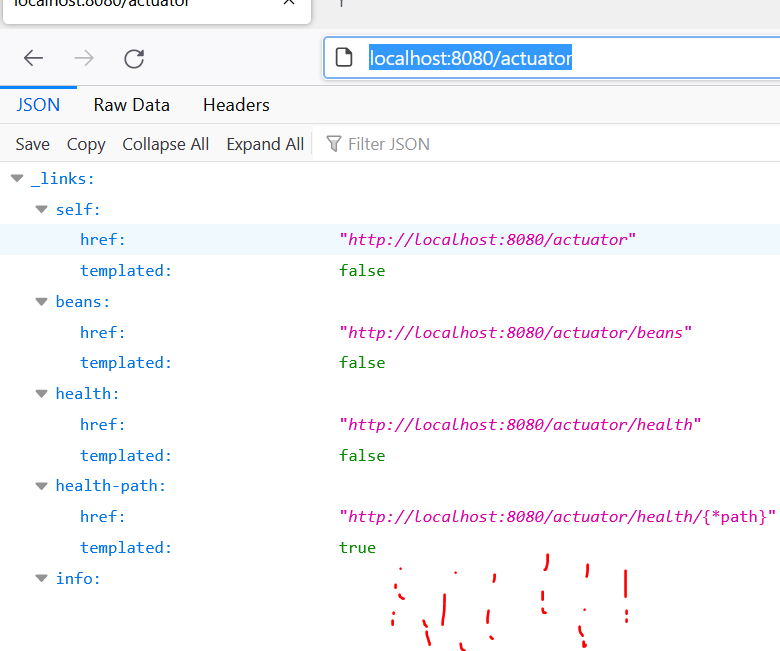 localhost:8080/actuator
localhost:8080/actuator
JSON Raw Data Headers
Save Copy Collapse All Expand All Filter JSON
_links:
self:
href: "http://localhost:8080/actuator"
templated: false
beans:
href: "http://localhost:8080/actuator/beans"
templated: false
health:
href: "http://localhost:8080/actuator/health"
templated: false
health-path:
href: "http://localhost:8080/actuator/health/{*path}"
templated: true
info: